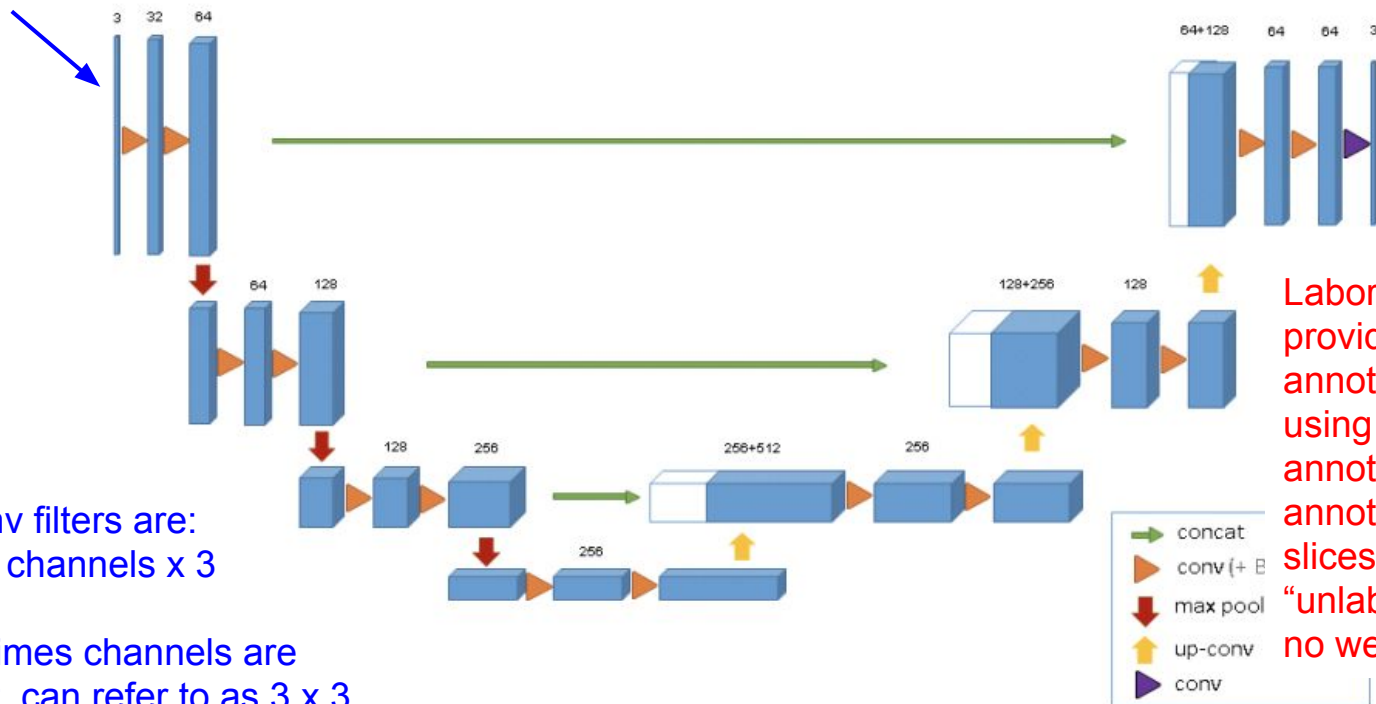 3 32 64
64+128 64 64 3
64 128
128+256 128
128 256
256+512 256
256
nv filters are:
channels x 3
imes channels are
can refer to as 3 x 3
Labor
provid
annot
using
annot
annot
slices
"unlab
no we
concat
conv (+ B
max pool
up-conv
conv